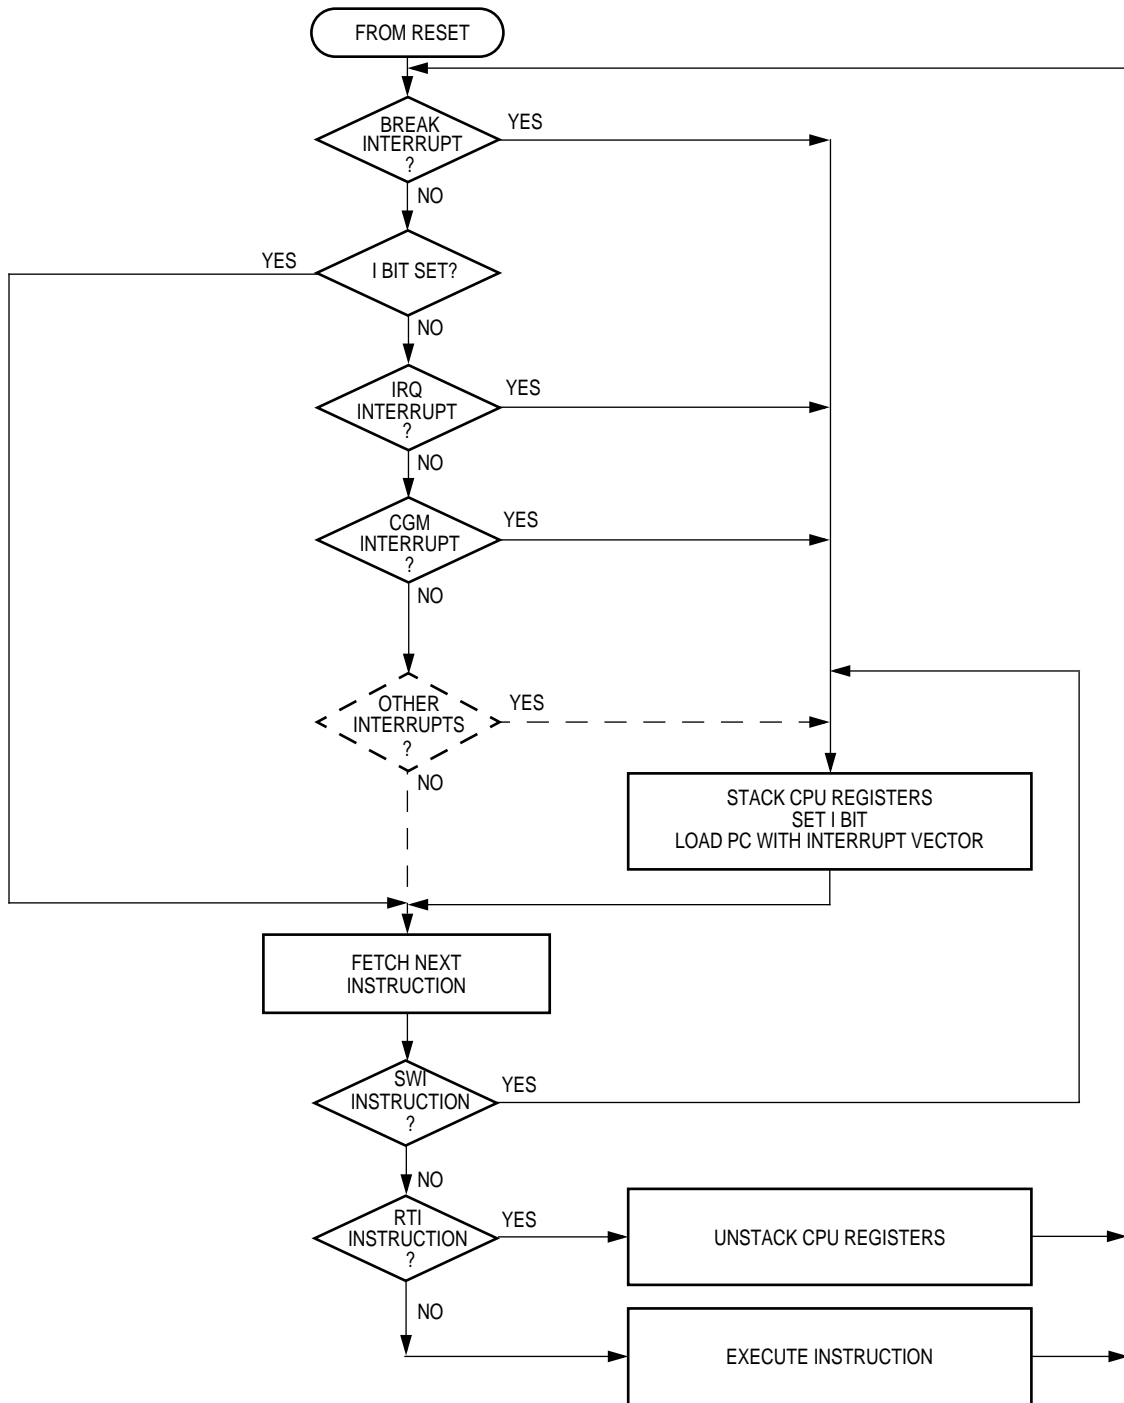 FROM RESET
BREAK
INTERRUPT
?
YES
NO
YES
I BIT SET?
NO
IRQ
INTERRUPT
?
YES
NO
CGM
INTERRUPT
?
YES
NO
OTHER
INTERRUPTS
?
YES
NO
STACK CPU REGISTERS
SET I BIT
LOAD PC WITH INTERRUPT VECTOR
FETCH NEXT
INSTRUCTION
SWI
INSTRUCTION
?
YES
NO
RTI
INSTRUCTION
?
YES
UNSTACK CPU REGISTERS
NO
EXECUTE INSTRUCTION